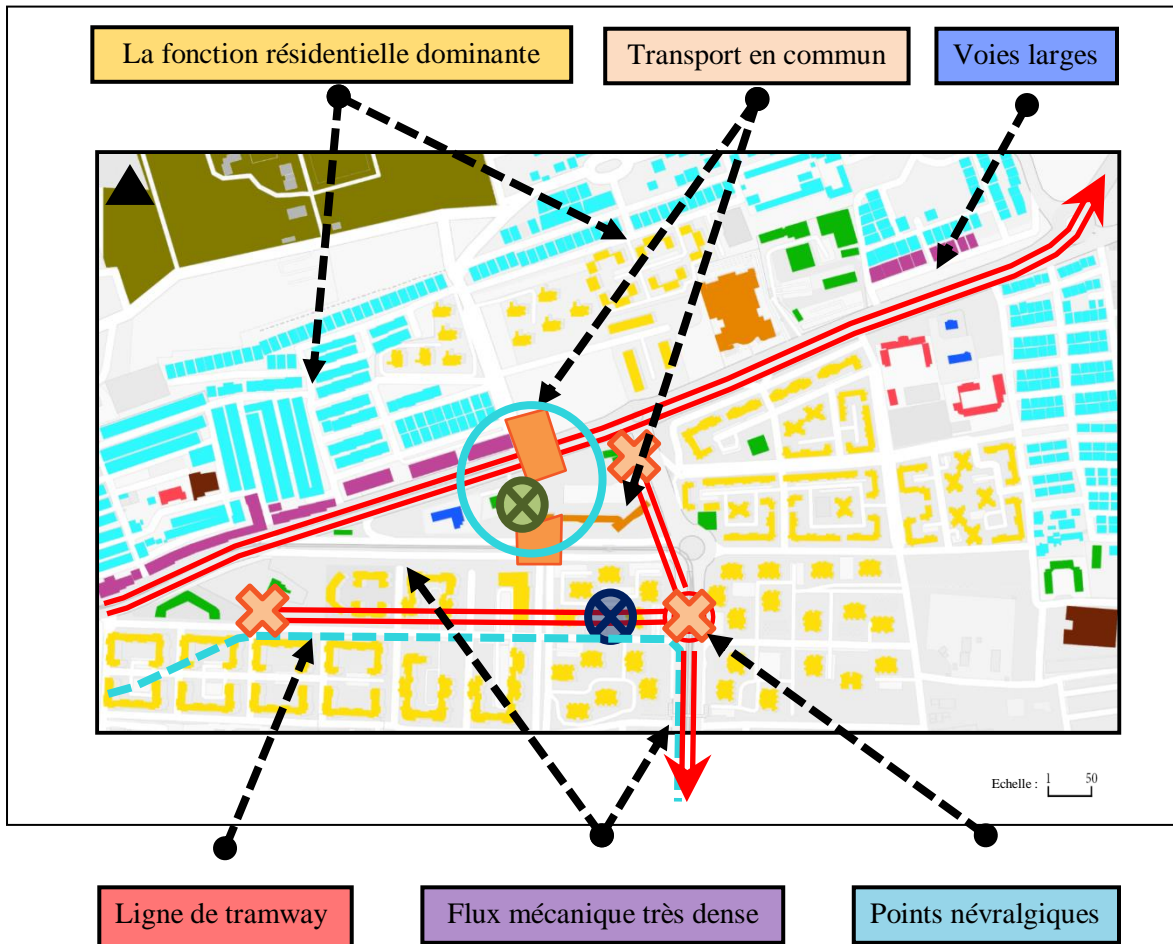 La fonction résidentielle dominante
Transport en commun
Voies larges
Echelle : 1 50
Ligne de tramway
Flux mécanique très dense
Points névralgiques